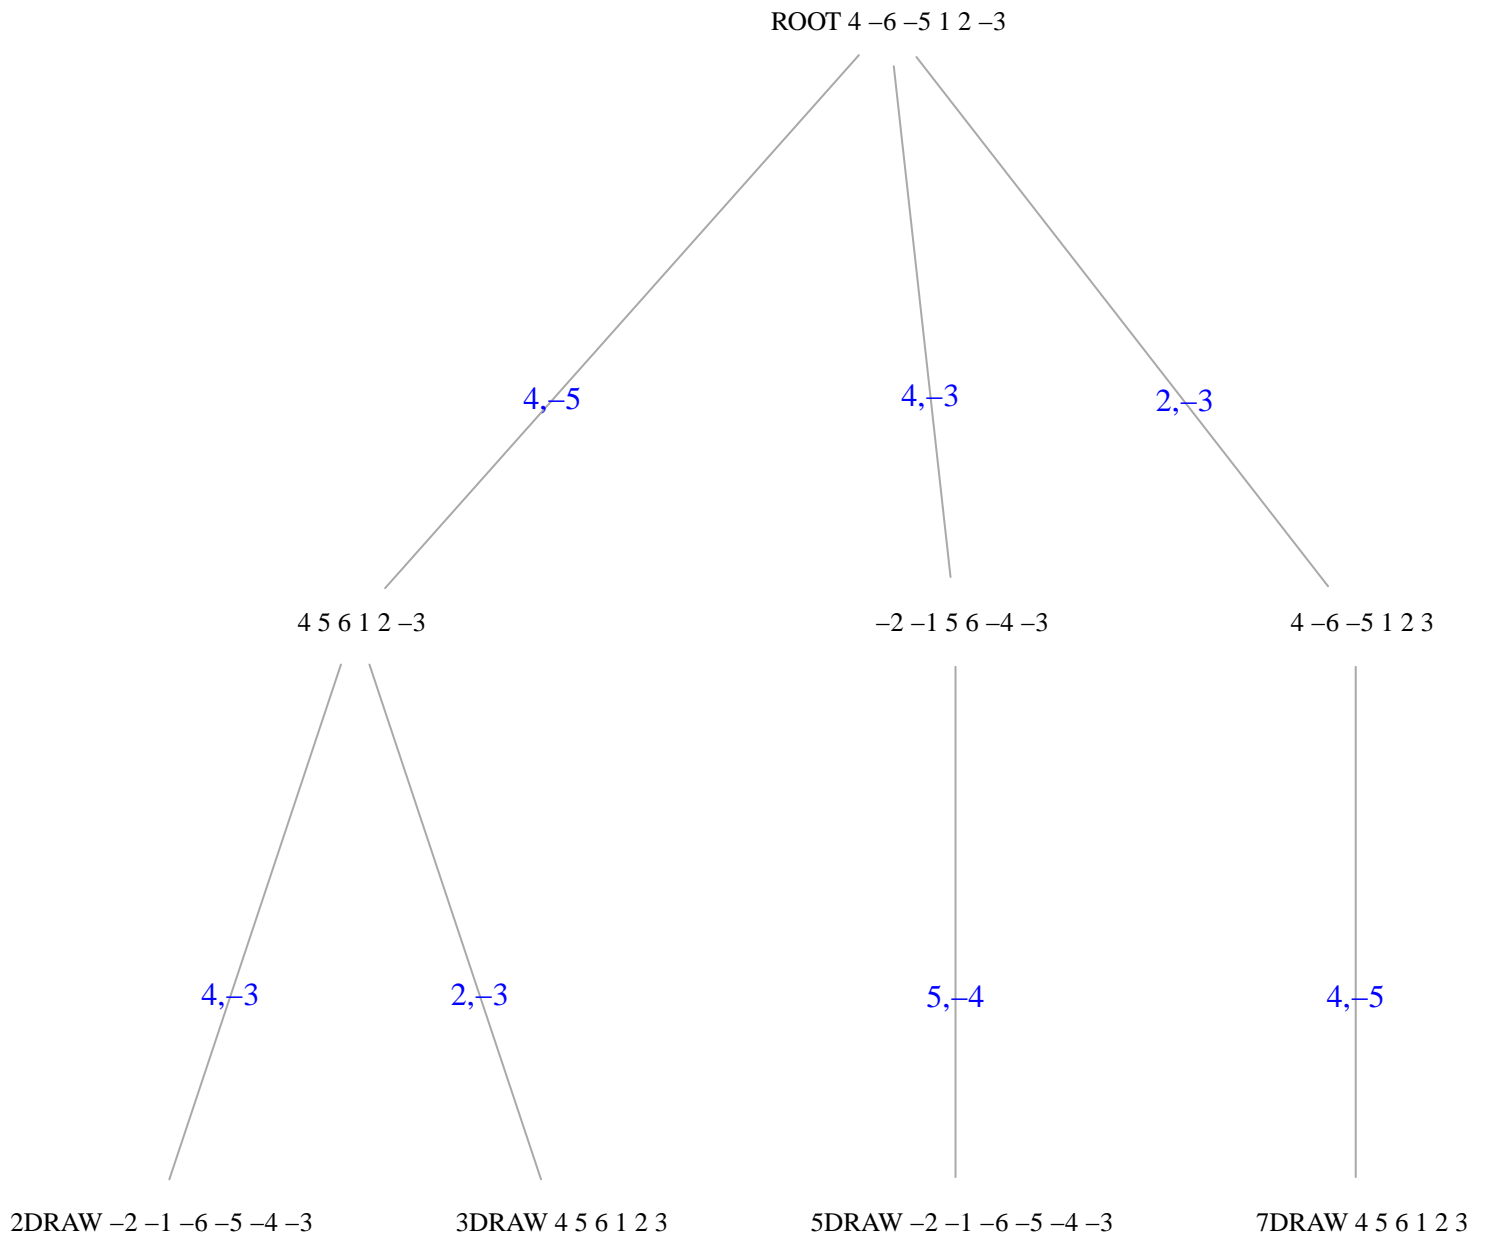 ROOT 4 –6 –5 1 2 –3
4,–5
4,–3
2,–3
4 5 6 1 2 –3
–2 –1 5 6 –4 –3
4 –6 –5 1 2 3
4,–3
2,–3
5,–4
4,–5
2DRAW –2 –1 –6 –5 –4 –3
3DRAW 4 5 6 1 2 3
5DRAW –2 –1 –6 –5 –4 –3
7DRAW 4 5 6 1 2 3